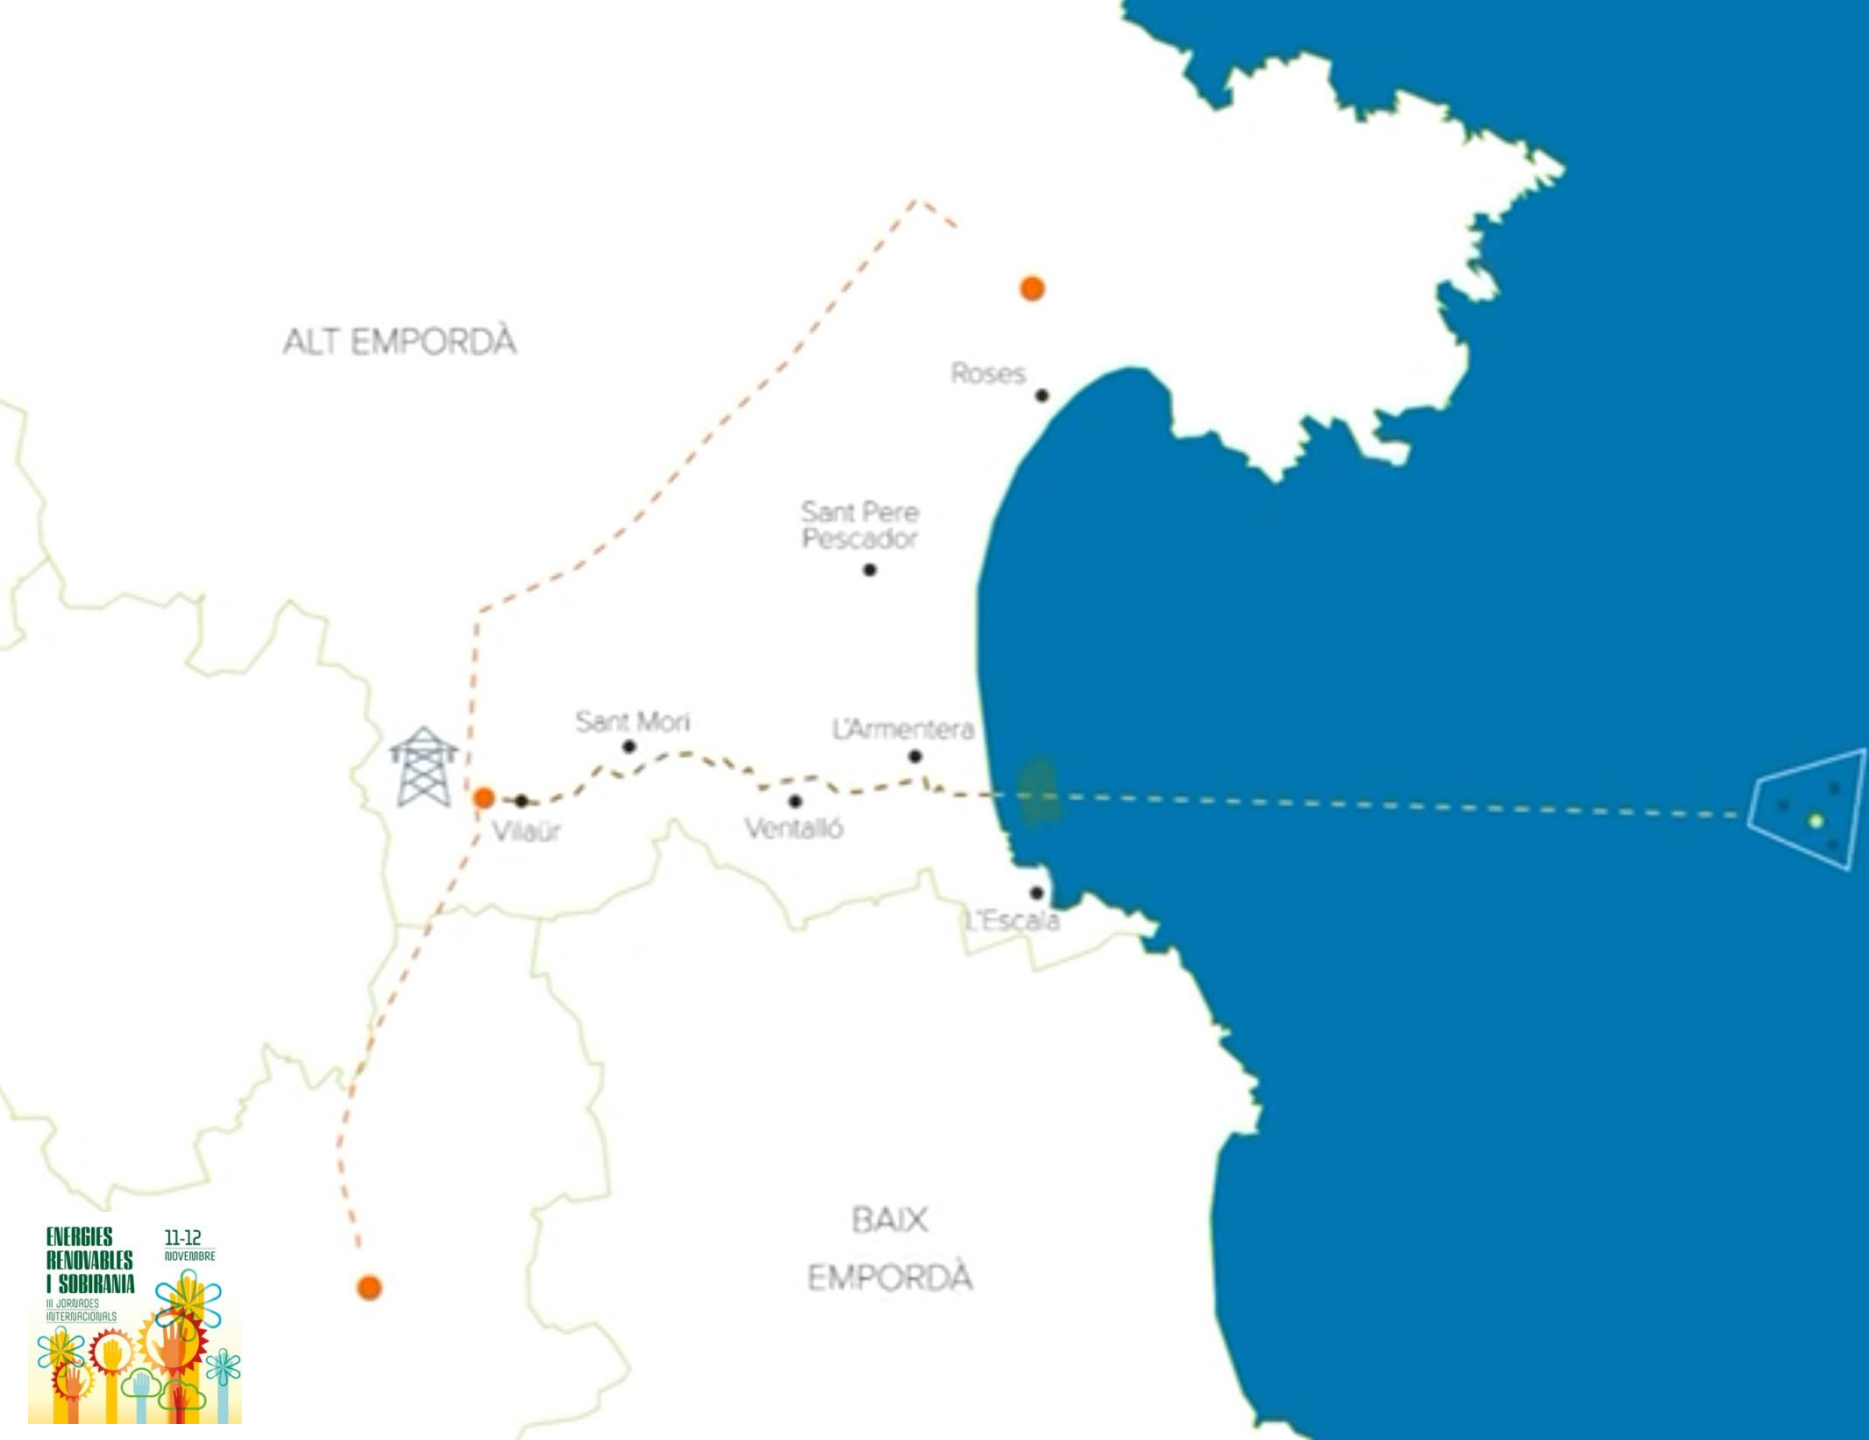 ALT EMPORDÀ
Roses
Sant Pere
Pescador
Sant Mori
L'Armentera
Vilaür
Ventalló
L'Escala
BAIX
EMPORDÀ
ENERGIES
RENOVABLES
I SOBIRANIA
III JORNADES
INTERNACIONALS
11-12
NOVEMBRE